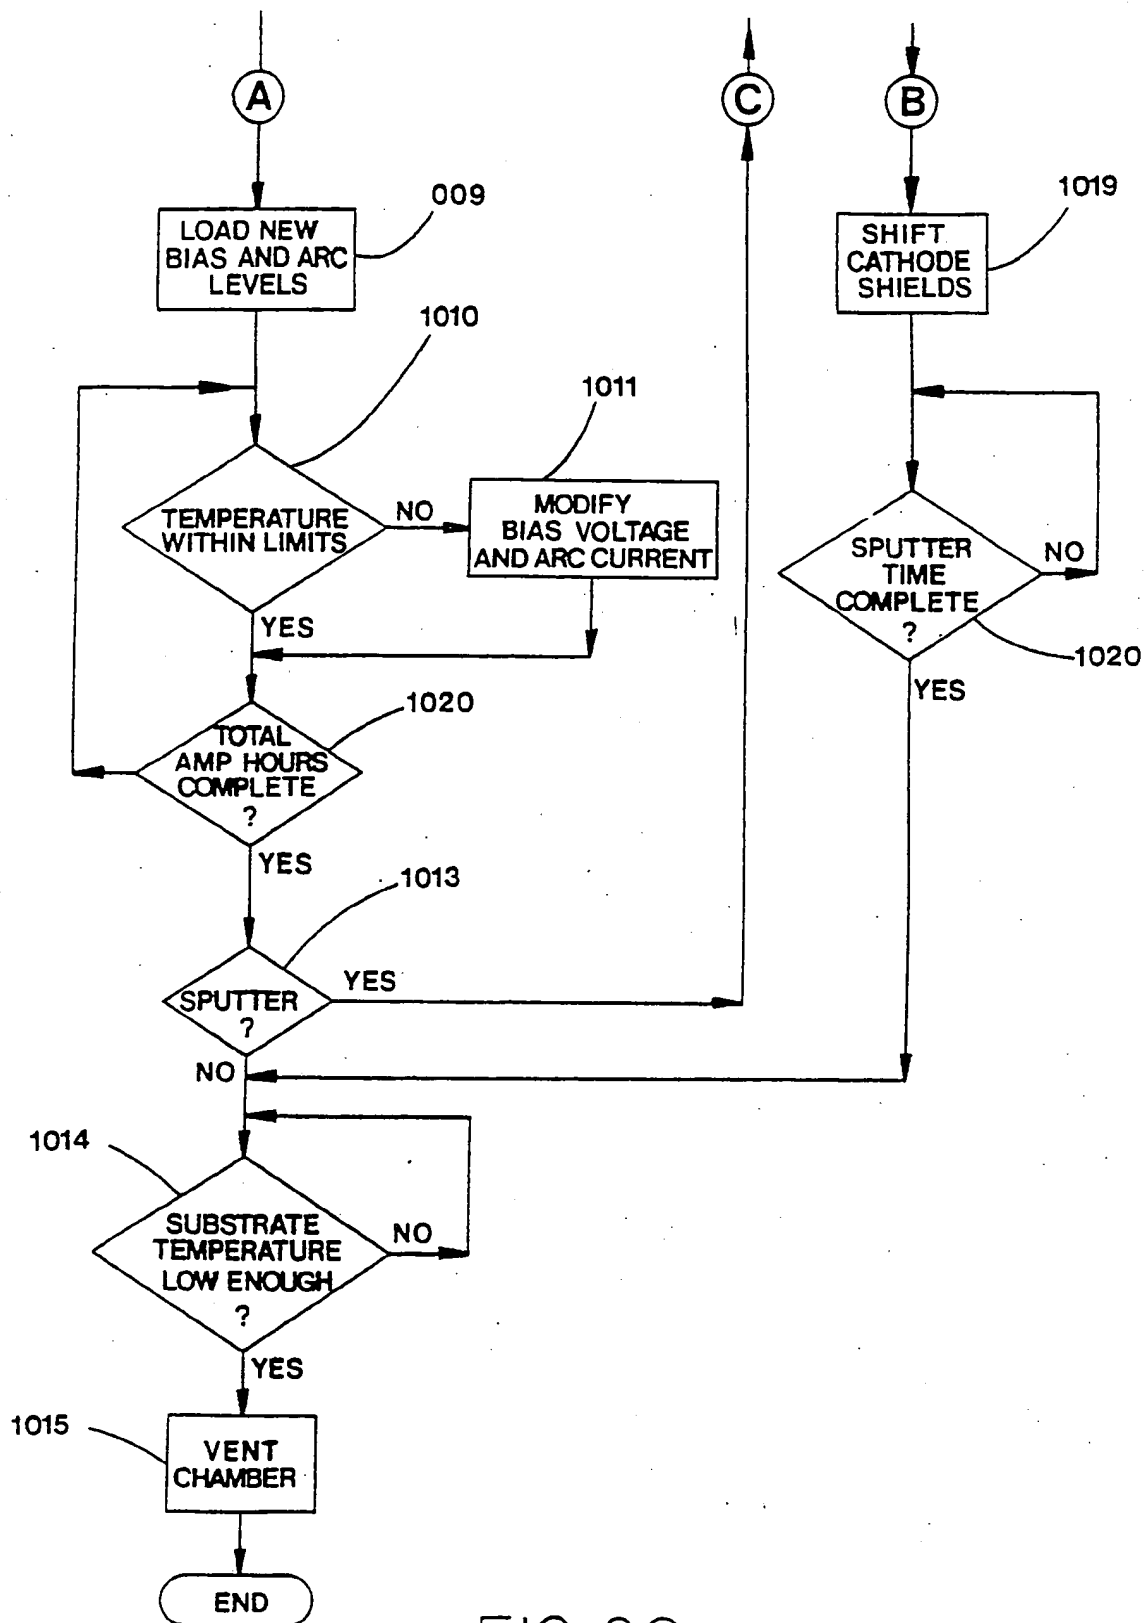 A
C
B
009
LOAD NEW
BIAS AND ARC
LEVELS
1019
SHIFT
CATHODE
SHIELDS
1010
1011
TEMPERATURE
WITHIN LIMITS
NO
MODIFY
BIAS VOLTAGE
AND ARC CURRENT
YES
SPUTTER
TIME
COMPLETE
?
NO
1020
YES
1020
TOTAL
AMP HOURS
COMPLETE
?
YES
1013
SPUTTER
?
YES
NO
1014
SUBSTRATE
TEMPERATURE
LOW ENOUGH
?
NO
YES
1015
VENT
CHAMBER
END